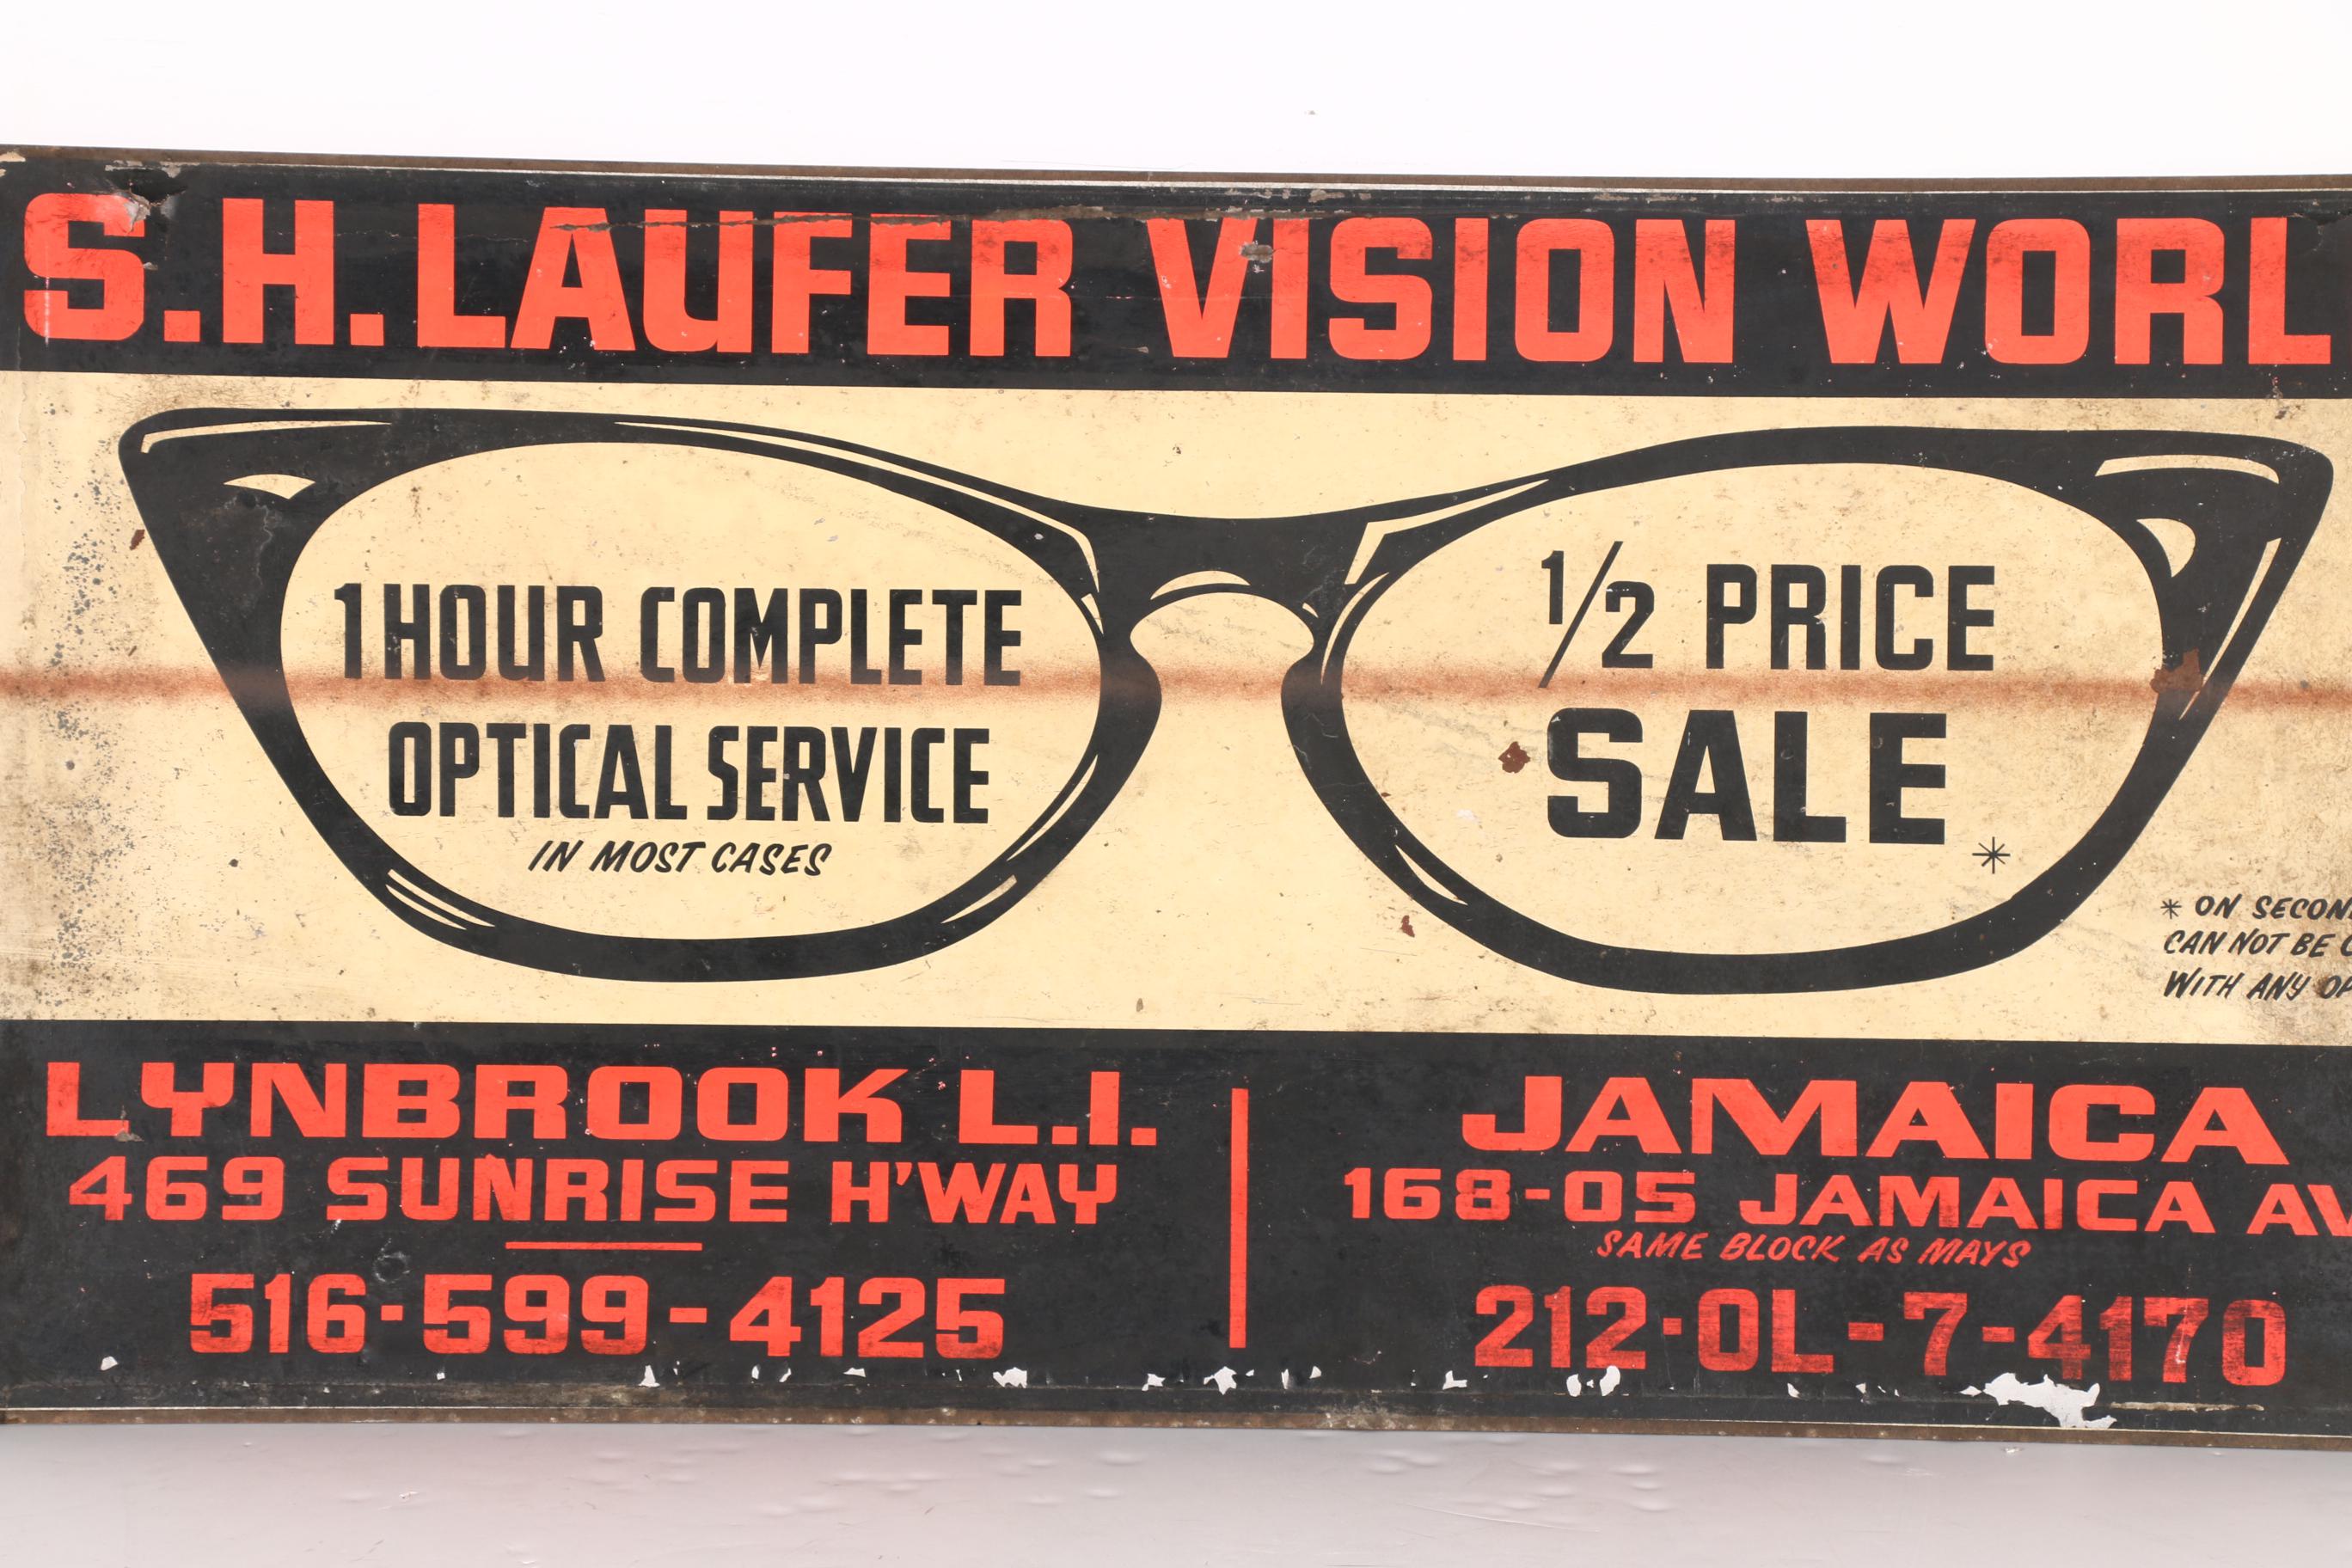 S.H. LAUFER VISION WORL
1 HOUR COMPLETE
OPTICAL SERVICE
IN MOST CASES
1/2 PRICE
SALE *
* ON SECON
CAN NOT BE
WITH ANY OP
LYNBROOK L.I.
469 SUNRISE H'WAY
516-599-4125
JAMAICA
168-05 JAMAICA AV
SAME BLOCK AS MAYS
212-OL-7-4170